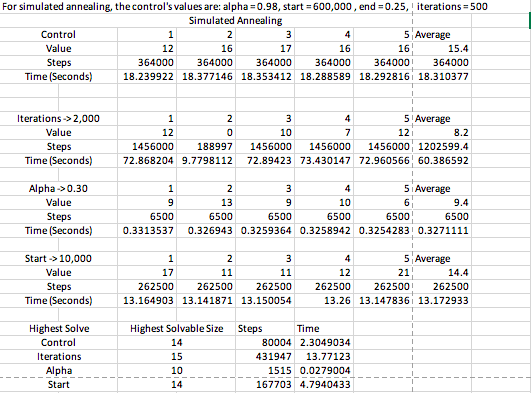 For simulated annealing, the control's values are: alpha = 0.98, start = 600,000 , end = 0.25, iterations = 500
Simulated Annealing
Control 1 2 3 4 5 Average
Value 12 16 17 16 16 15.4
Steps 364000 364000 364000 364000 364000 364000
Time (Seconds) 18.239922 18.377146 18.353412 18.288589 18.292816 18.310377
Iterations -> 2,000 1 2 3 4 5 Average
Value 12 0 10 7 12 8.2
Steps 1456000 188997 1456000 1456000 1456000 1202599.4
Time (Seconds) 72.868204 9.7798112 72.89423 73.430147 72.960566 60.386592
Alpha -> 0.30 1 2 3 4 5 Average
Value 9 13 9 10 6 9.4
Steps 6500 6500 6500 6500 6500 6500
Time (Seconds) 0.3313537 0.326943 0.3259364 0.3258942 0.3254283 0.3271111
Start -> 10,000 1 2 3 4 5 Average
Value 17 11 11 12 21 14.4
Steps 262500 262500 262500 262500 262500 262500
Time (Seconds) 13.164903 13.141871 13.150054 13.26 13.147836 13.172933
Highest Solve Highest Solvable Size Steps Time
Control 14 80004 2.3049034
Iterations 15 431947 13.77123
Alpha 10 1515 0.0279004
Start 14 167703 4.7940433